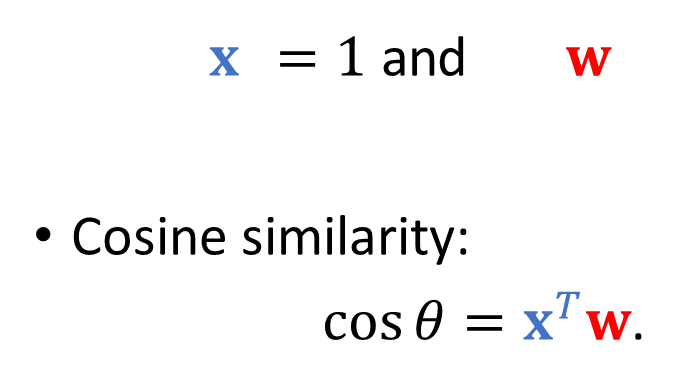 x = 1 and w
• Cosine similarity:
cos θ = xᵀw.